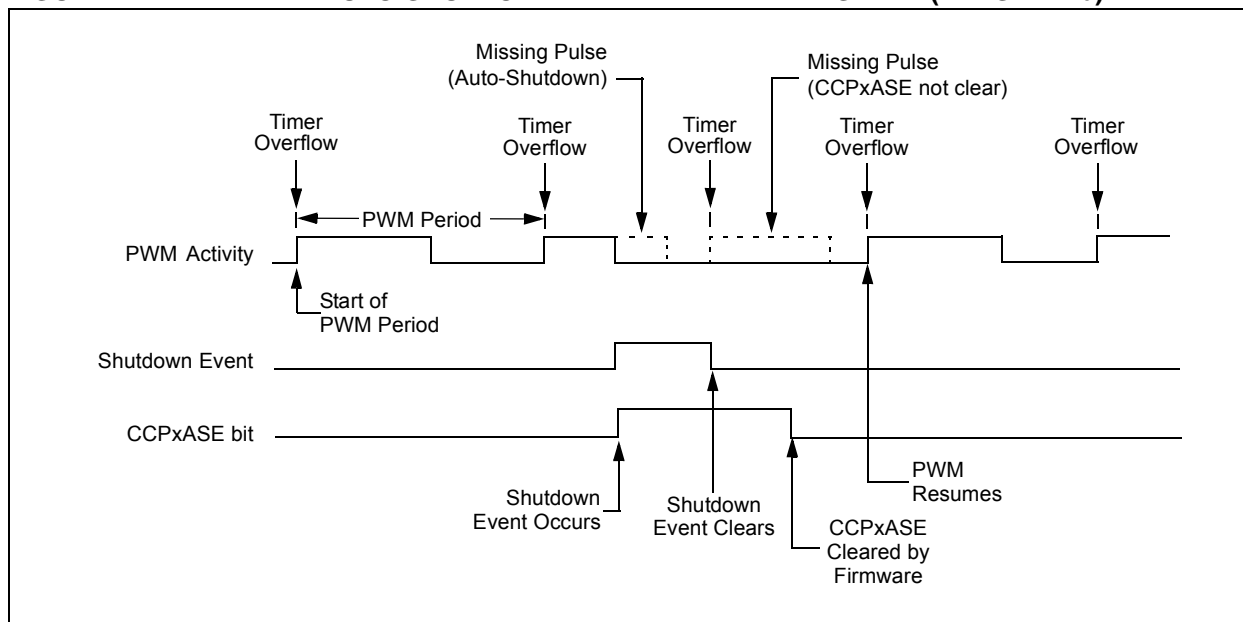 Missing Pulse
(Auto-Shutdown)
Missing Pulse
(CCPxASE not clear)
Timer
Overflow
Timer
Overflow
Timer
Overflow
Timer
Overflow
Timer
Overflow
PWM Period
PWM Activity
Start of
PWM Period
Shutdown Event
CCPxASE bit
Shutdown
Event Occurs
Shutdown
Event Clears
PWM
Resumes
CCPxASE
Cleared by
Firmware